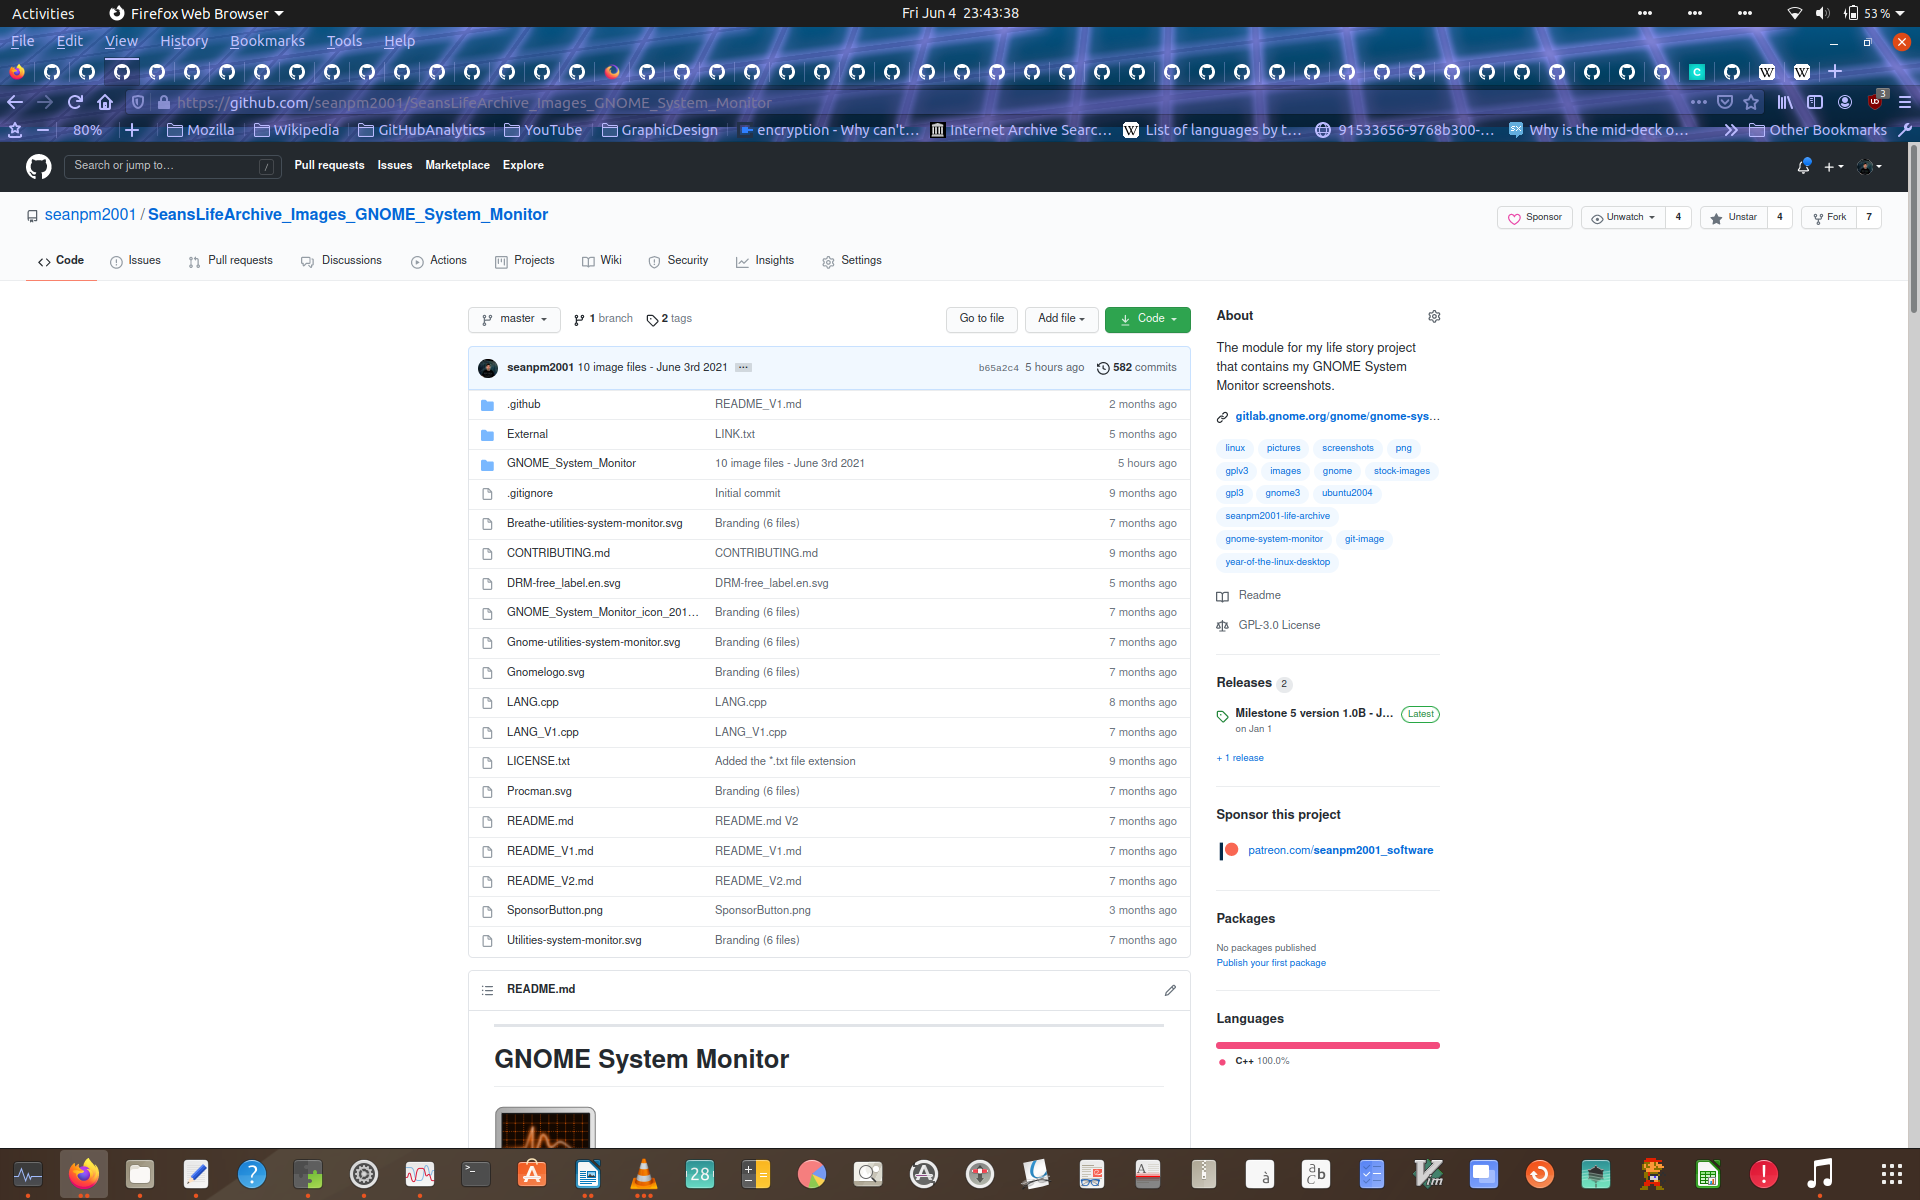 Activities Firefox Web Browser Fri Jun 4 23:43:38 53 %
File Edit View History Bookmarks Tools Help
https://github.com/seanpm2001/SeansLifeArchive_Images_GNOME_System_Monitor 3
80% Mozilla Wikipedia GitHubAnalytics YouTube GraphicDesign encryption - Why can't… Internet Archive Searc… List of languages by t… 91533656-9768b300-… Why is the mid-deck o… Other Bookmarks
Search or jump to… / Pull requests Issues Marketplace Explore
seanpm2001 / SeansLifeArchive_Images_GNOME_System_Monitor Sponsor Unwatch 4 Unstar 4 Fork 7
Code Issues Pull requests Discussions Actions Projects Wiki Security Insights Settings
master 1 branch 2 tags Go to file Add file Code
seanpm2001 10 image files - June 3rd 2021 b65a2c4 5 hours ago 582 commits
.github README_V1.md 2 months ago
External LINK.txt 5 months ago
GNOME_System_Monitor 10 image files - June 3rd 2021 5 hours ago
.gitignore Initial commit 9 months ago
Breathe-utilities-system-monitor.svg Branding (6 files) 7 months ago
CONTRIBUTING.md CONTRIBUTING.md 9 months ago
DRM-free_label.en.svg DRM-free_label.en.svg 5 months ago
GNOME_System_Monitor_icon_201… Branding (6 files) 7 months ago
Gnome-utilities-system-monitor.svg Branding (6 files) 7 months ago
Gnomelogo.svg Branding (6 files) 7 months ago
LANG.cpp LANG.cpp 8 months ago
LANG_V1.cpp LANG_V1.cpp 7 months ago
LICENSE.txt Added the *.txt file extension 9 months ago
Procman.svg Branding (6 files) 7 months ago
README.md README.md V2 7 months ago
README_V1.md README_V1.md 7 months ago
README_V2.md README_V2.md 7 months ago
SponsorButton.png SponsorButton.png 3 months ago
Utilities-system-monitor.svg Branding (6 files) 7 months ago
README.md
GNOME System Monitor
About
The module for my life story project
that contains my GNOME System
Monitor screenshots.
gitlab.gnome.org/gnome/gnome-sys…
linux pictures screenshots png
gplv3 images gnome stock-images
gpl3 gnome3 ubuntu2004
seanpm2001-life-archive
gnome-system-monitor git-image
year-of-the-linux-desktop
Readme
GPL-3.0 License
Releases 2
Milestone 5 version 1.0B - J… Latest
on Jan 1
+ 1 release
Sponsor this project
patreon.com/seanpm2001_software
Packages
No packages published
Publish your first package
Languages
C++ 100.0%
28